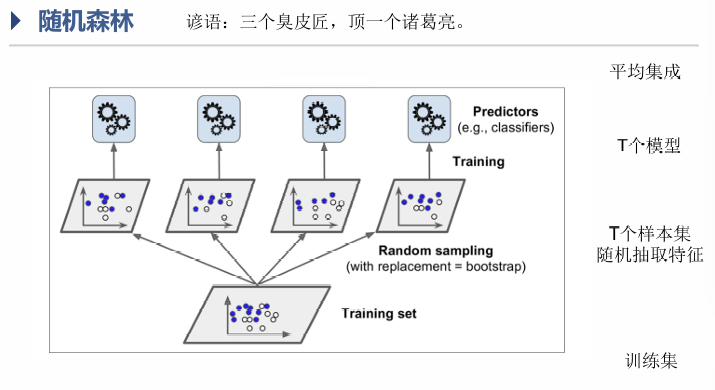 随机森林
谚语：三个臭皮匠，顶一个诸葛亮。
平均集成
Predictors
(e.g., classifiers)
T个模型
Training
T个样本集
随机抽取特征
Random sampling
(with replacement = bootstrap)
Training set
训练集